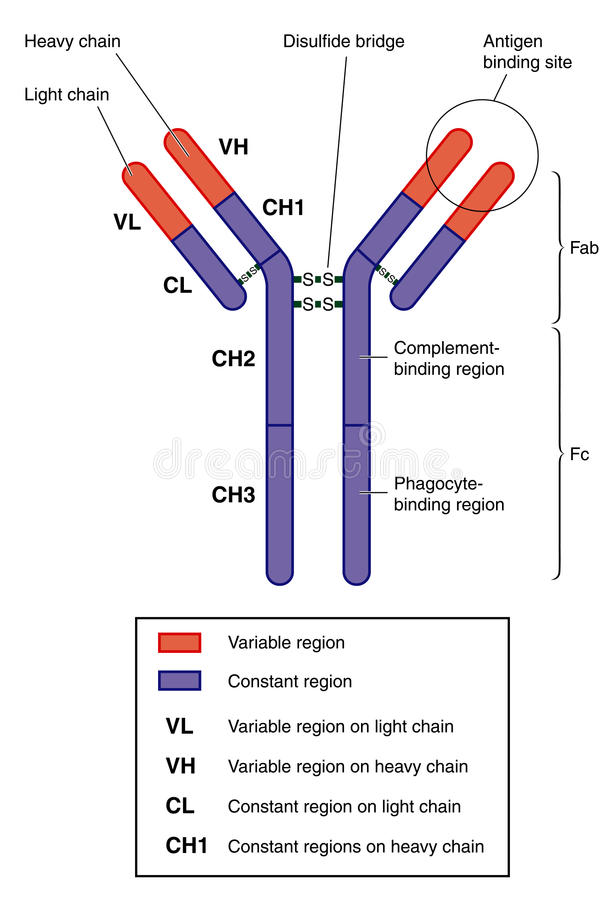 Heavy chain
Disulfide bridge
Antigen
binding site
Light chain
VH
CH1
VL
CL
S S
S S
S S
S S
Fab
CH2
Complement-
binding region
dreamstime
Fc
CH3
Phagocyte-
binding region
Variable region
Constant region
VL Variable region on light chain
VH Variable region on heavy chain
CL Constant region on light chain
CH1 Constant regions on heavy chain